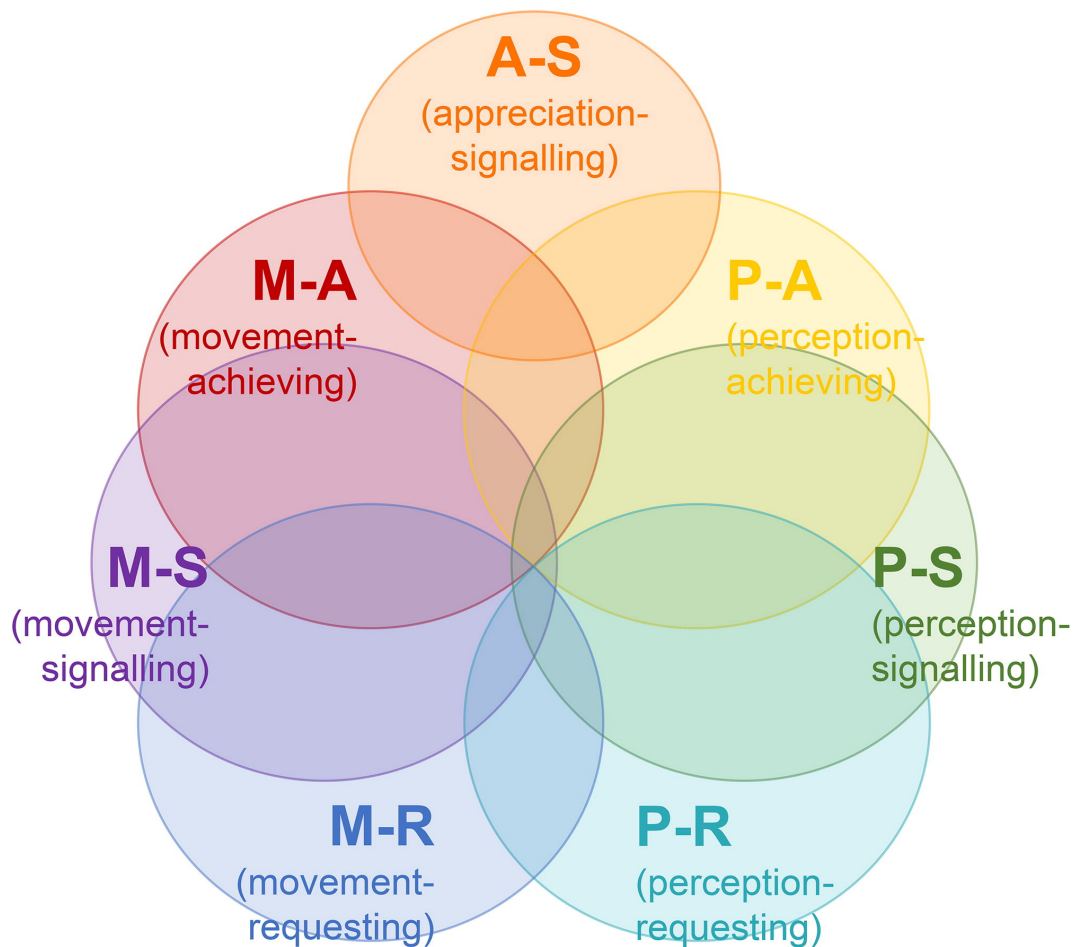 A-S
(appreciation-
signalling)
M-A
(movement-
achieving)
P-A
(perception-
achieving)
M-S
(movement-
signalling)
P-S
(perception-
signalling)
M-R
(movement-
requesting)
P-R
(perception-
requesting)